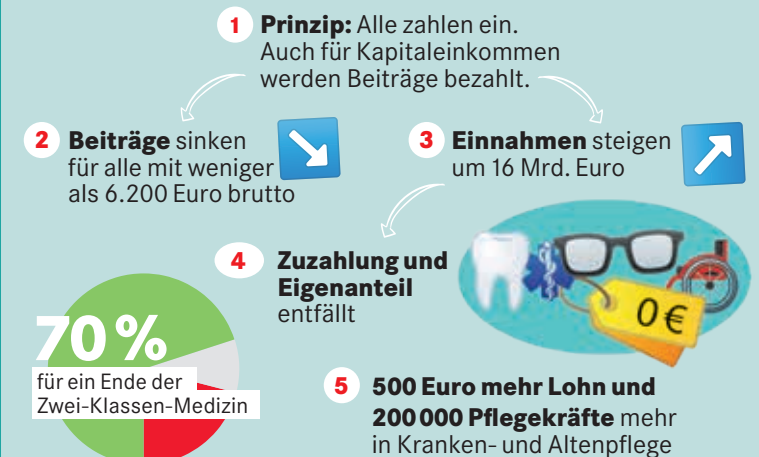 1 Prinzip: Alle zahlen ein.
Auch für Kapitaleinkommen
werden Beiträge bezahlt.
2 Beiträge sinken
für alle mit weniger
als 6.200 Euro brutto
3 Einnahmen steigen
um 16 Mrd. Euro
4 Zuzahlung und
Eigenanteil
entfällt
0 €
70 %
für ein Ende der
Zwei-Klassen-Medizin
5 500 Euro mehr Lohn und
200 000 Pflegekräfte mehr
in Kranken- und Altenpflege